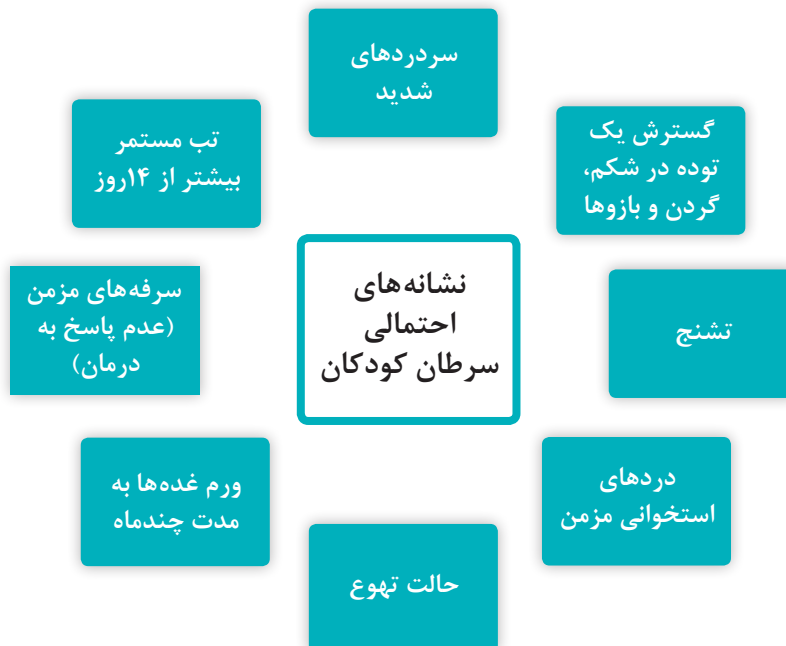 سردردهای
شدید
گسترش یک
توده در شکم،
گردن و بازوها
تشنج
دردهای
استخوانی مزمن
حالت تهوع
ورم غده‌ها به
مدت چندماه
سرفه‌های مزمن
(عدم پاسخ به
درمان)
تب مستمر
بیشتر از ۱۴روز
نشانه‌های
احتمالی
سرطان کودکان